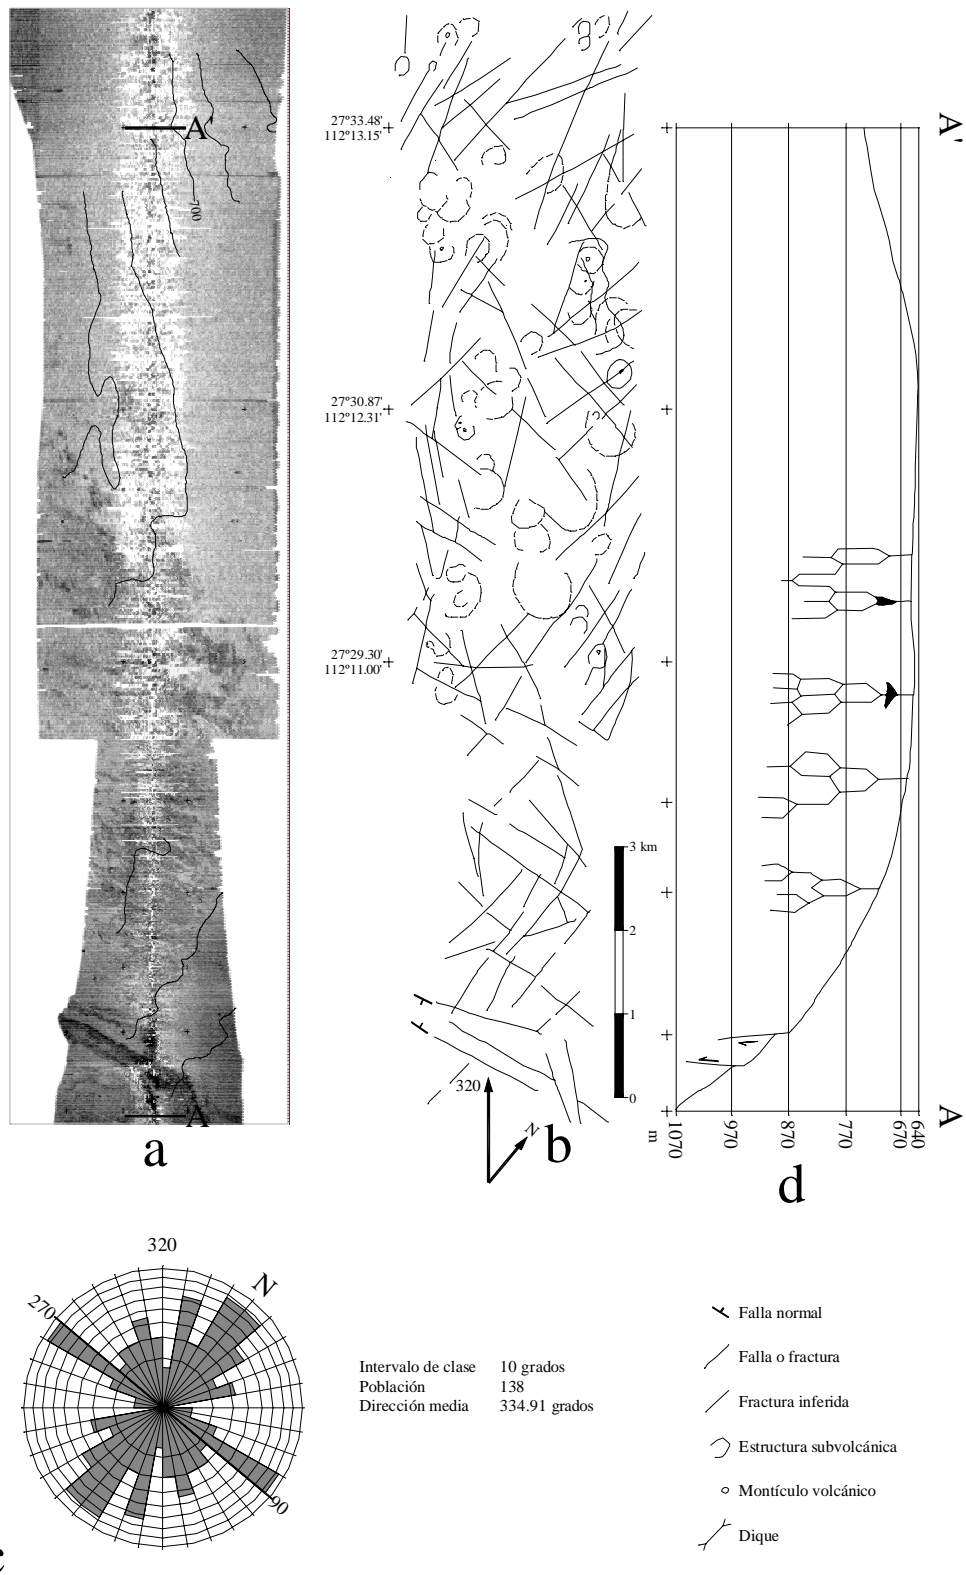 A'
700
A
a
27°33.48'
112°13.15'
27°30.87'
112°12.31'
27°29.30'
112°11.00'
3 km
2
1
0
320
N
b
A'
A
m
1070
970
870
770
670
640
d
320
N
270
90
c
Intervalo de clase 10 grados
Población 138
Dirección media 334.91 grados
Falla normal
Falla o fractura
Fractura inferida
Estructura subvolcánica
Montículo volcánico
Dique